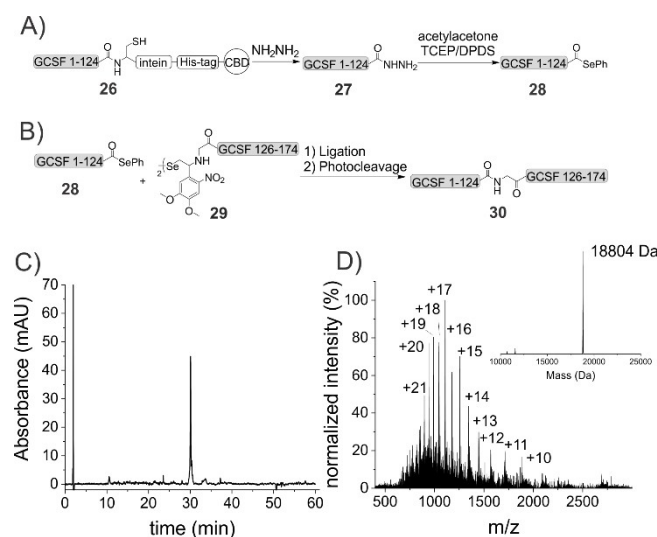 A)
SH
acetylacetone
NH2NH2
TCEP/DPDS
GCSF 1-124
O
N
H
intein
His-tag
CBD
GCSF 1-124
O
NHNH2
GCSF 1-124
O
SePh
26
27
28
B)
O
GCSF 126-174
GCSF 1-124
O
SePh
Se
2
NH
1) Ligation
2) Photocleavage
O
GCSF 126-174
+
NO2
GCSF 1-124
N
H
O
28
O
O
29
30
C)
70
60
50
40
30
20
10
0
Absorbance (mAU)
0 10 20 30 40 50 60
time (min)
D)
18804 Da
+17
+18
+19
+16
+20
+15
+21
+14
+13
+12
+11
+10
10000 15000 19000 25000
Mass (Da)
100
80
60
40
20
0
normalized intensity (%)
500 1000 1500 2000 2500
m/z